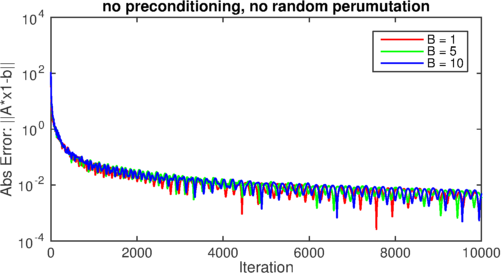 no preconditioning, no random perumutation
Abs Error: ||A*x1-b||
10^4
10^2
10^0
10^-2
10^-4
B = 1
B = 5
B = 10
0 2000 4000 6000 8000 10000
Iteration